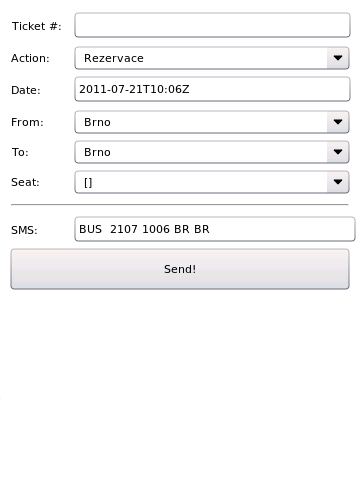 Ticket #:
Action: Rezervace
Date: 2011-07-21T10:06Z
From: Brno
To: Brno
Seat: []
SMS: BUS  2107 1006 BR BR
Send!